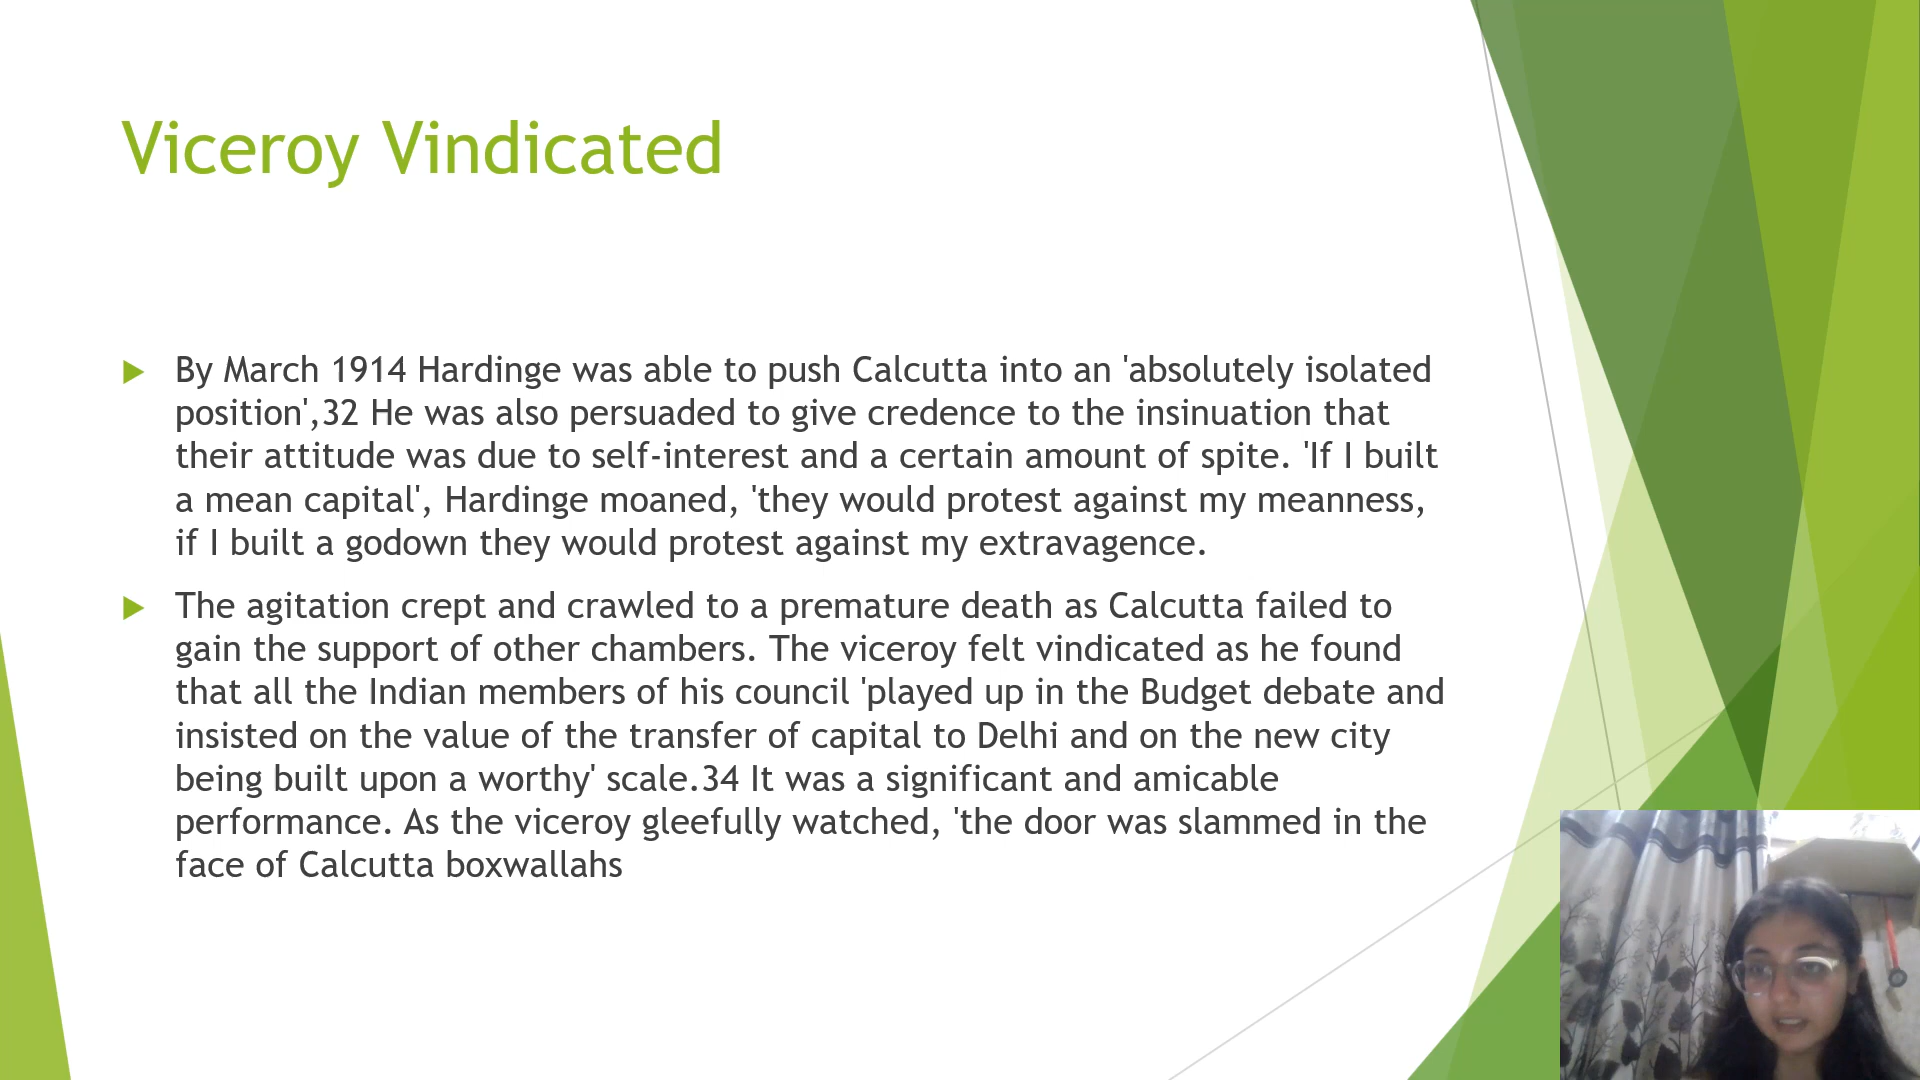 Viceroy Vindicated
By March 1914 Hardinge was able to push Calcutta into an 'absolutely isolated
position',32 He was also persuaded to give credence to the insinuation that
their attitude was due to self-interest and a certain amount of spite. 'If I built
a mean capital', Hardinge moaned, 'they would protest against my meanness,
if I built a godown they would protest against my extravagence.
The agitation crept and crawled to a premature death as Calcutta failed to
gain the support of other chambers. The viceroy felt vindicated as he found
that all the Indian members of his council 'played up in the Budget debate and
insisted on the value of the transfer of capital to Delhi and on the new city
being built upon a worthy' scale.34 It was a significant and amicable
performance. As the viceroy gleefully watched, 'the door was slammed in the
face of Calcutta boxwallahs